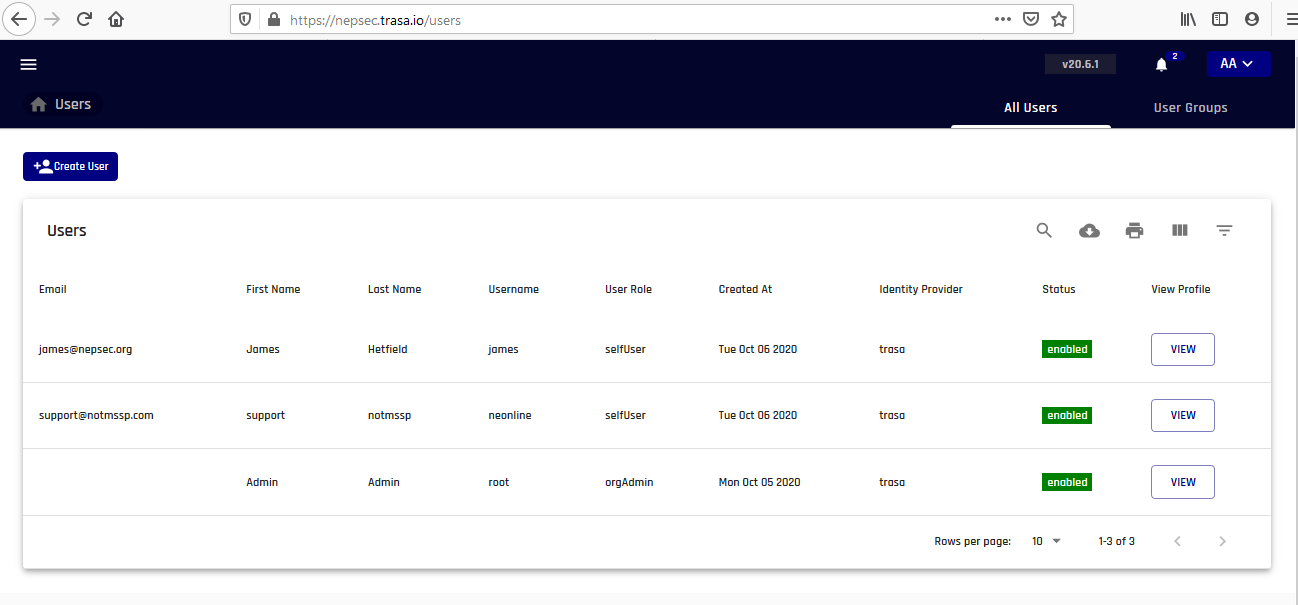 https://nepsec.trasa.io/users
v20.6.1
2
AA
Users
All Users
User Groups
Create User
Users
Email First Name Last Name Username User Role Created At Identity Provider Status View Profile
james@nepsec.org James Hetfield james selfUser Tue Oct 06 2020 trasa enabled VIEW
support@notmssp.com support notmssp neonline selfUser Tue Oct 06 2020 trasa enabled VIEW
Admin Admin root orgAdmin Mon Oct 05 2020 trasa enabled VIEW
Rows per page: 10 1-3 of 3